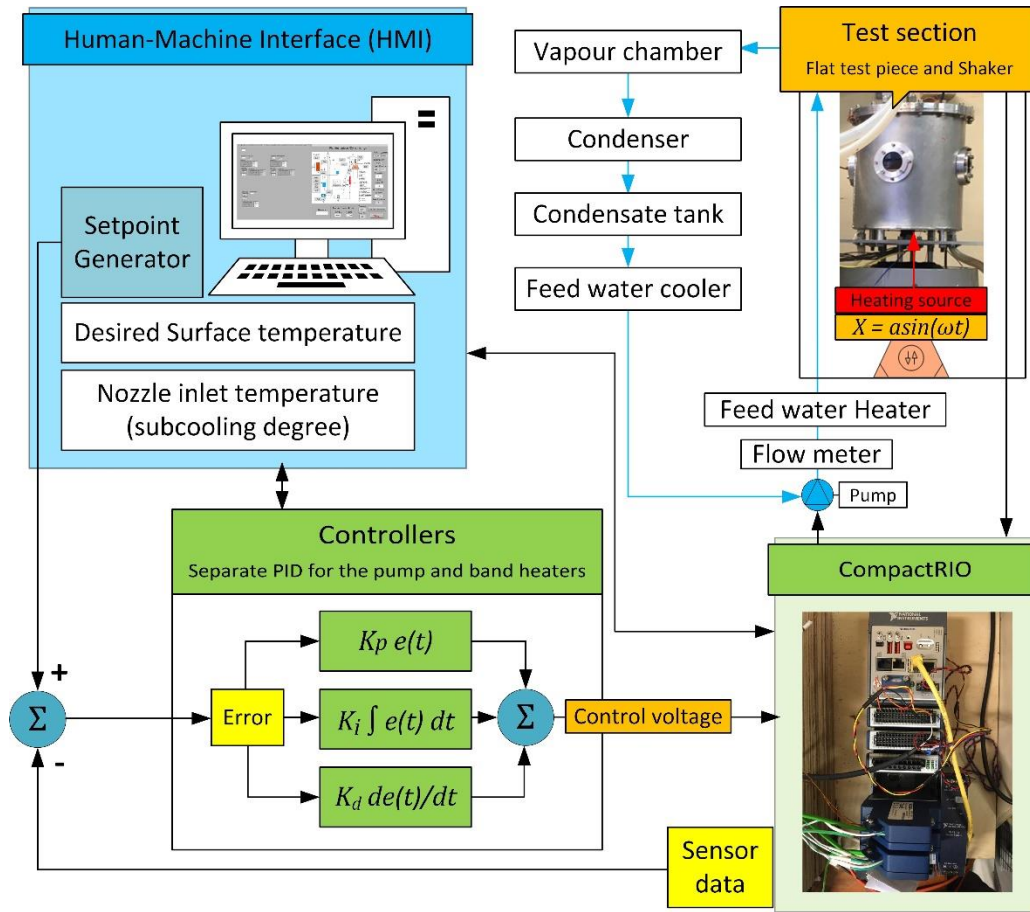 Human-Machine Interface (HMI)
Setpoint
Generator
Desired Surface temperature
Nozzle inlet temperature
(subcooling degree)
Vapour chamber
Condenser
Condensate tank
Feed water cooler
Test section
Flat test piece and Shaker
Heating source
X = asin(ωt)
Feed water Heater
Flow meter
Pump
Controllers
Separate PID for the pump and band heaters
Kp e(t)
Error
K_i ∫ e(t) dt
K_d de(t)/dt
Σ
Control voltage
+
Σ
-
CompactRIO
Sensor
data